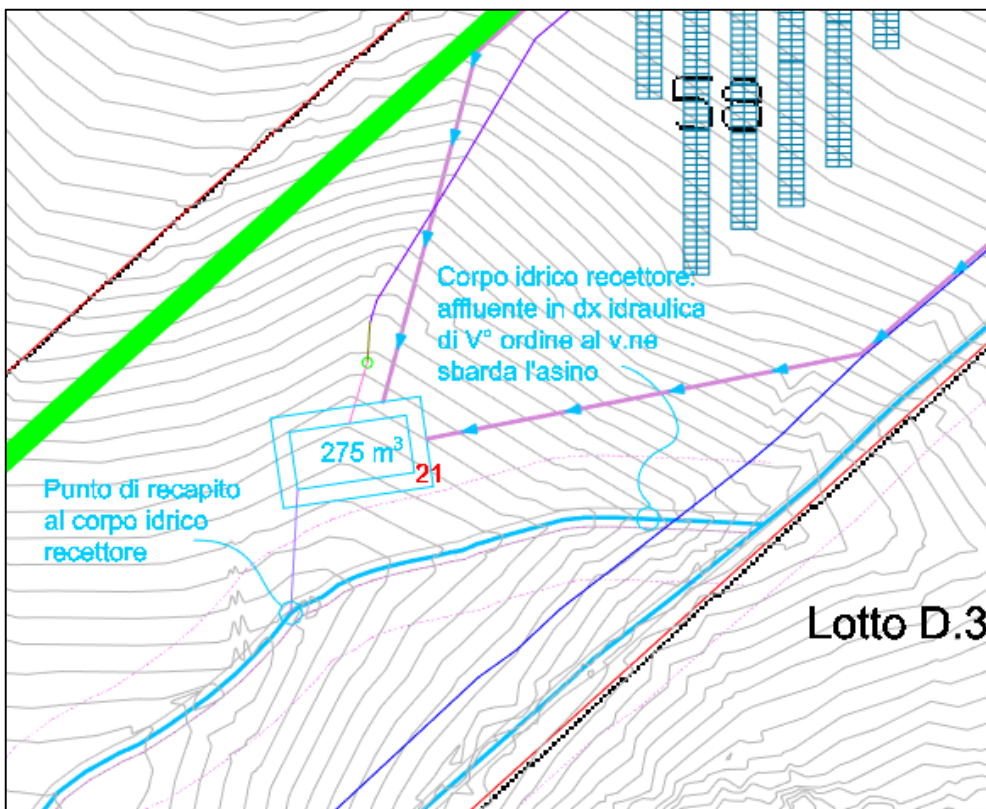 58
Corpo idrico recettore:
affluente in dx idraulica
di V° ordine al v.ne
sbarda l'asino
275 m³
21
Punto di recapito
al corpo idrico
recettore
Lotto D.3